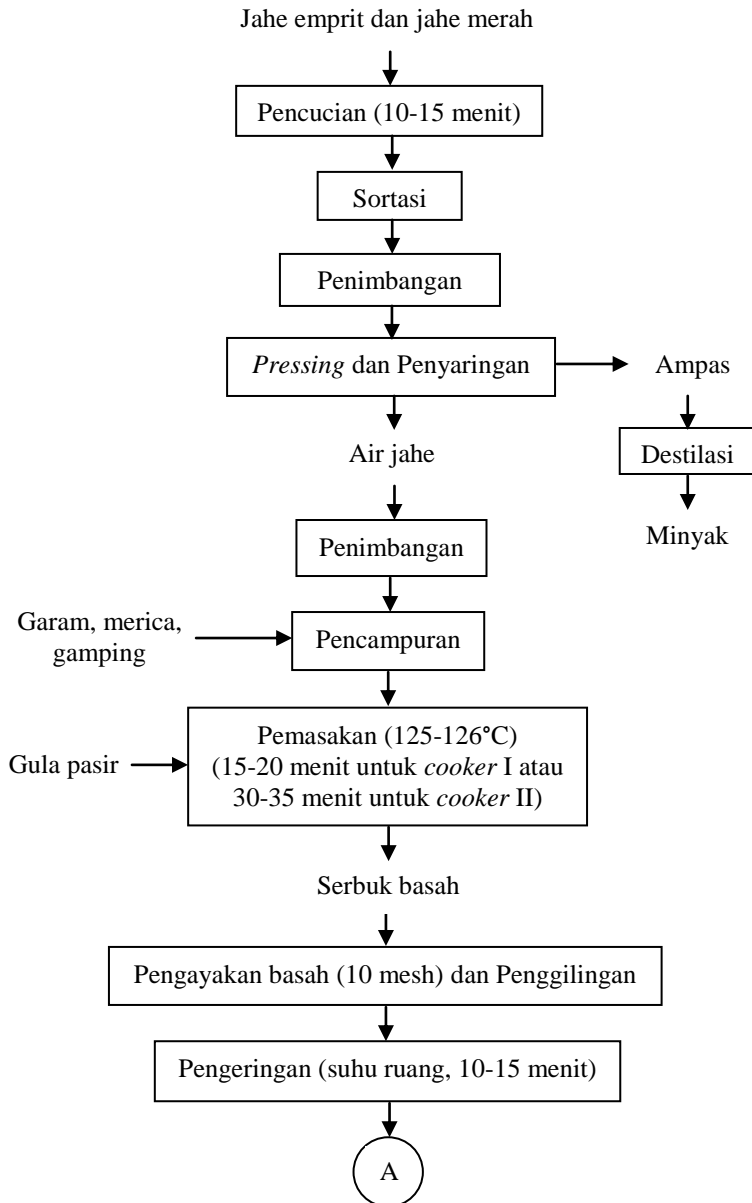 Jahe emprit dan jahe merah
Pencucian (10-15 menit)
Sortasi
Penimbangan
Pressing dan Penyaringan
Ampas
Air jahe
Destilasi
Penimbangan
Minyak
Garam, merica,
gamping
Pencampuran
Gula pasir
Pemasakan (125-126°C)
(15-20 menit untuk cooker I atau
30-35 menit untuk cooker II)
Serbuk basah
Pengayakan basah (10 mesh) dan Penggilingan
Pengeringan (suhu ruang, 10-15 menit)
A